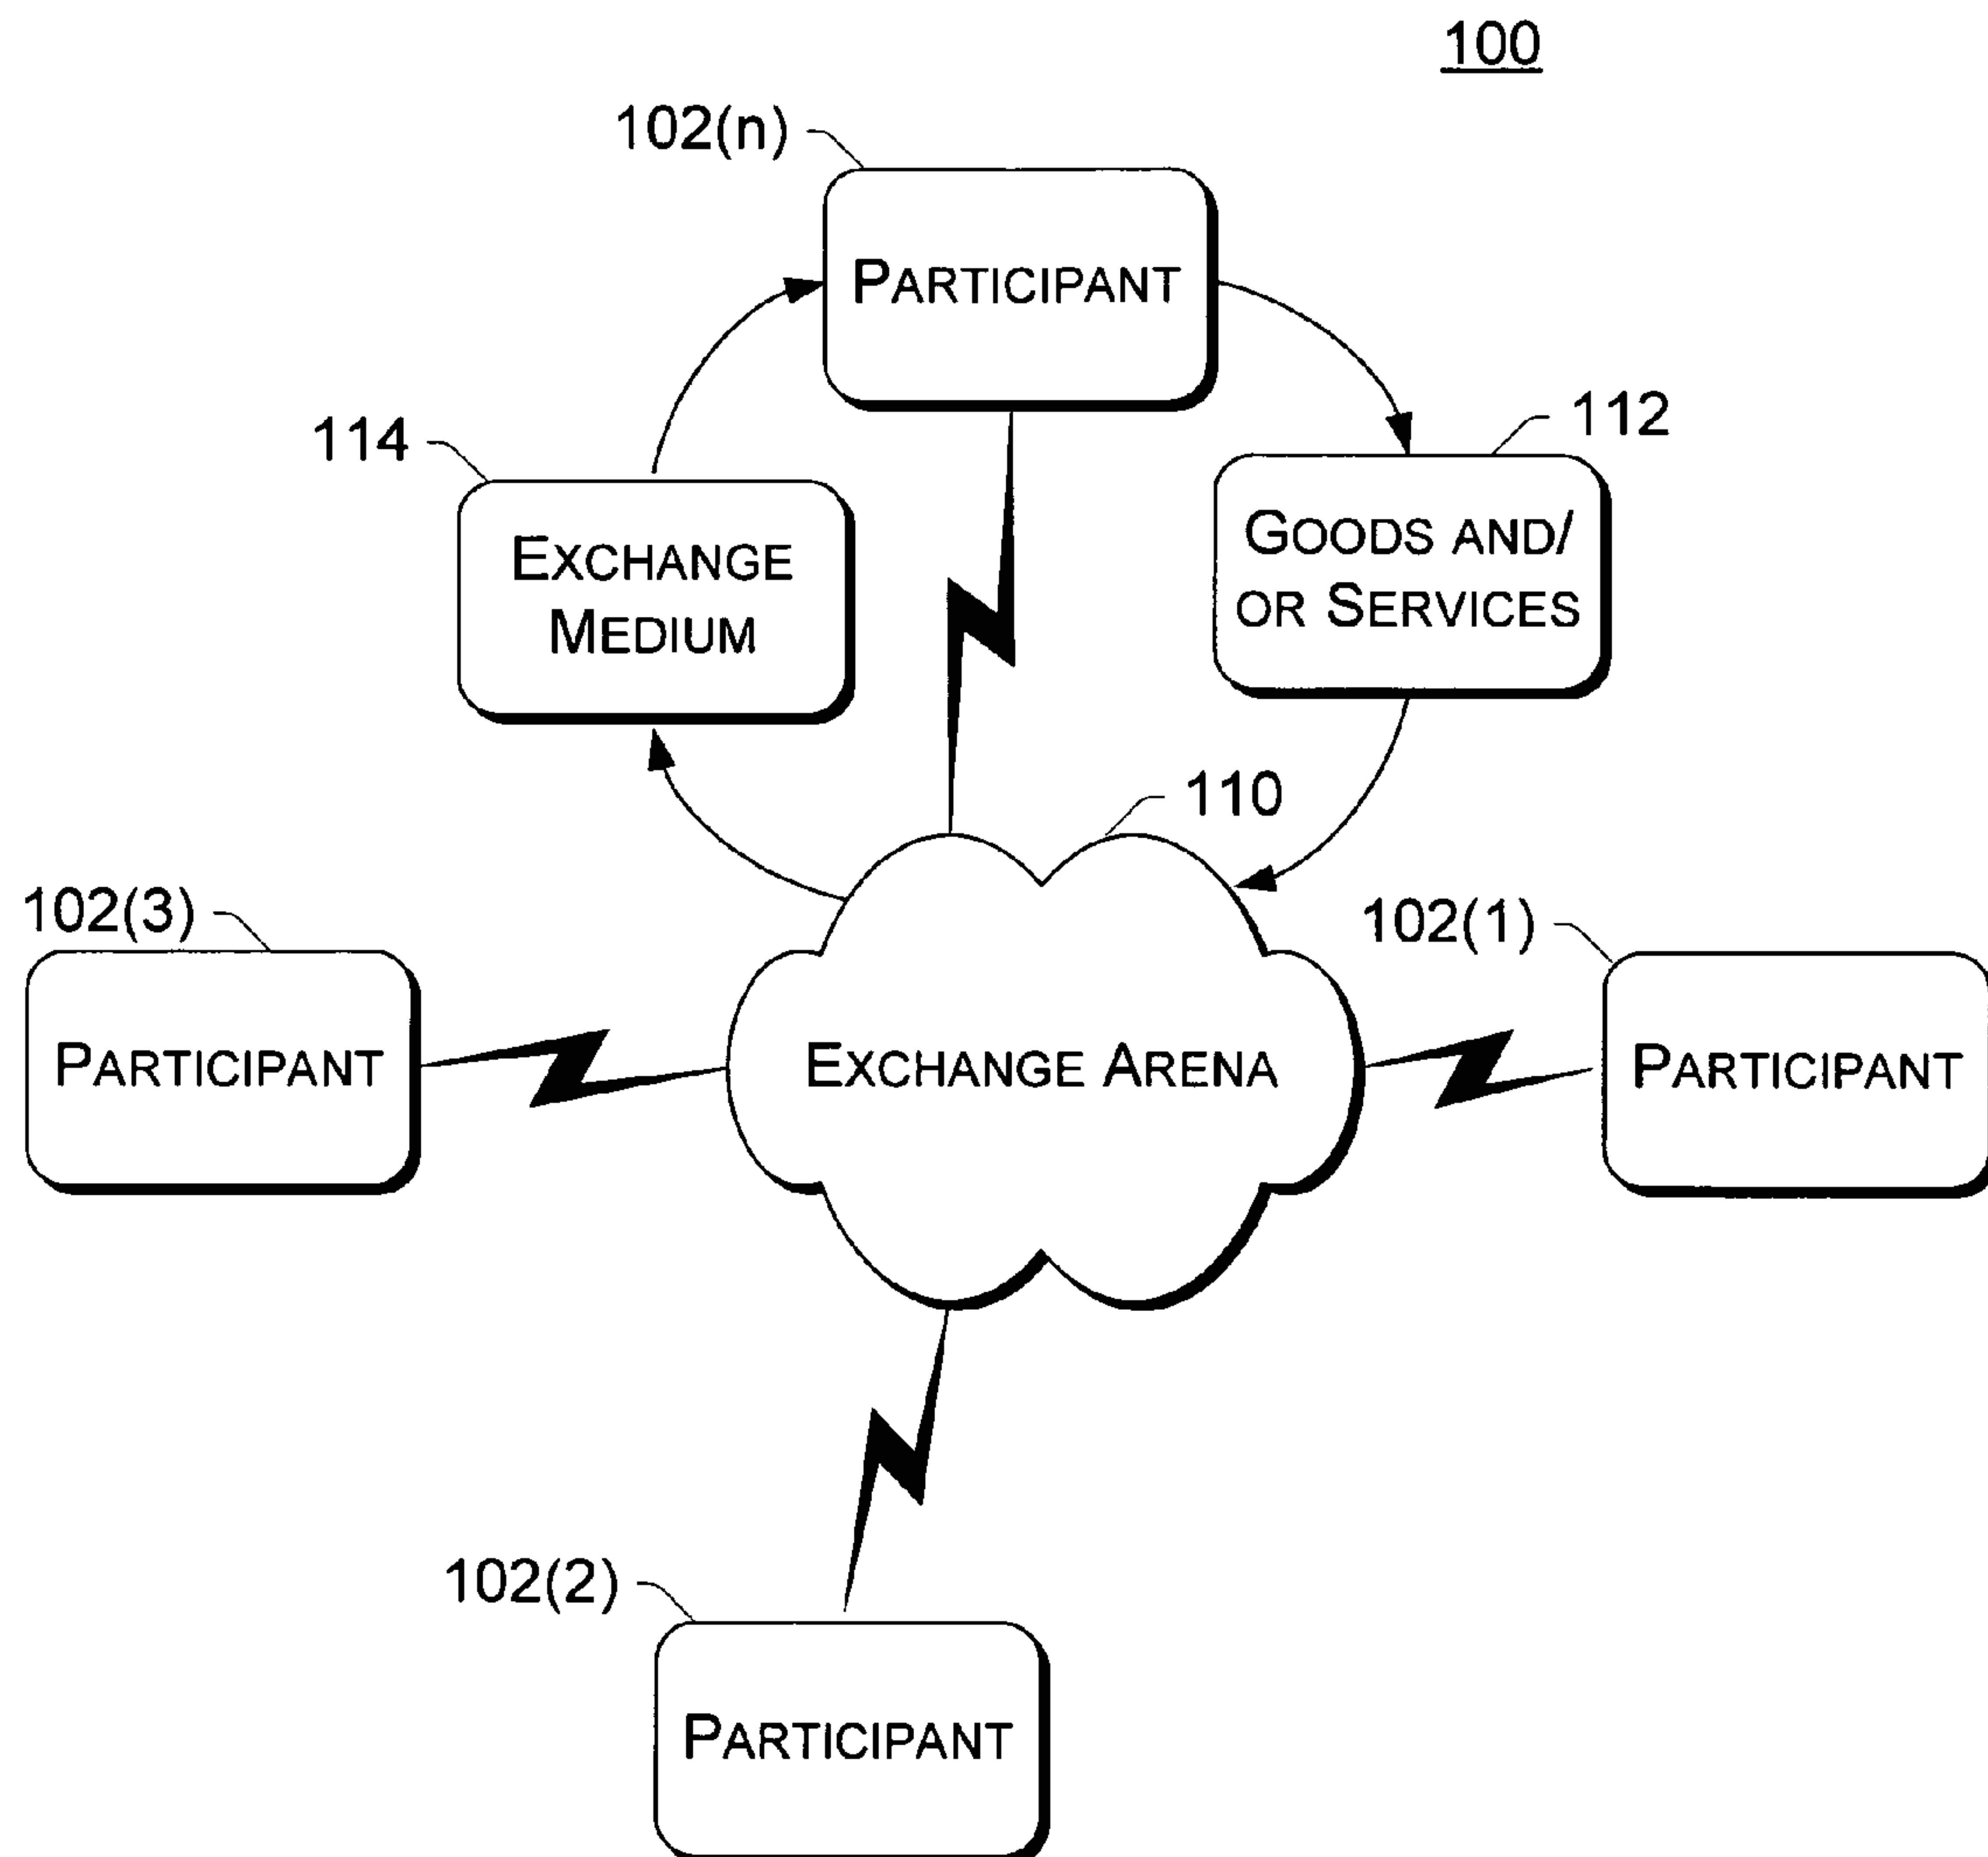 100
102(n)
PARTICIPANT
114
112
EXCHANGE
MEDIUM
GOODS AND/
OR SERVICES
110
102(3)
102(1)
PARTICIPANT
EXCHANGE ARENA
PARTICIPANT
102(2)
PARTICIPANT